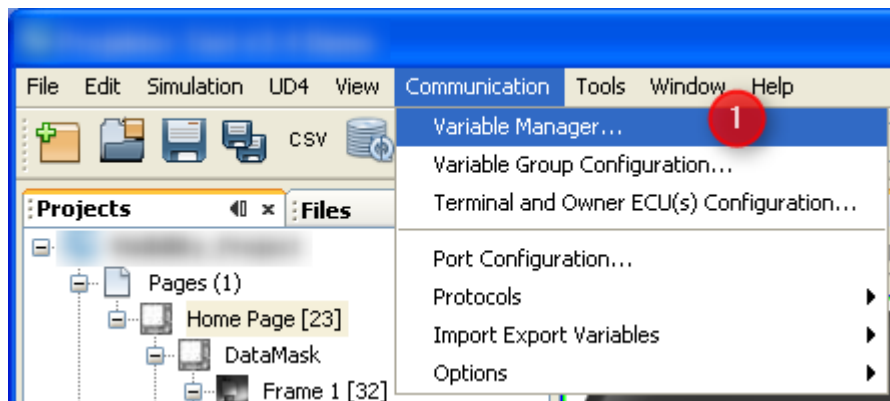 File Edit Simulation UD4 View Communication Tools Window Help
1
Variable Manager...
CSV
Variable Group Configuration...
Terminal and Owner ECU(s) Configuration...
Projects
Files
Port Configuration...
Pages (1)
Protocols
Home Page [23]
Import Export Variables
DataMask
Options
Frame 1 [32]